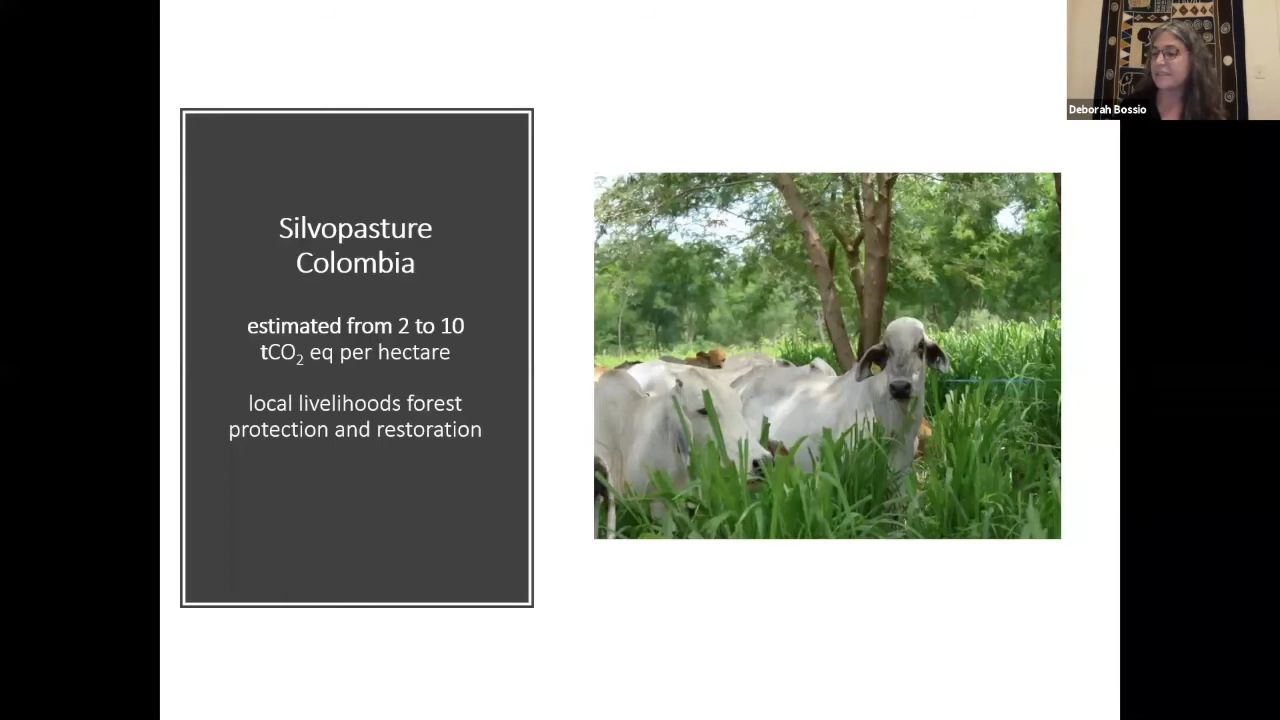 Silvopasture
Colombia
estimated from 2 to 10
tCO₂ eq per hectare
local livelihoods forest
protection and restoration
Deborah Bossio